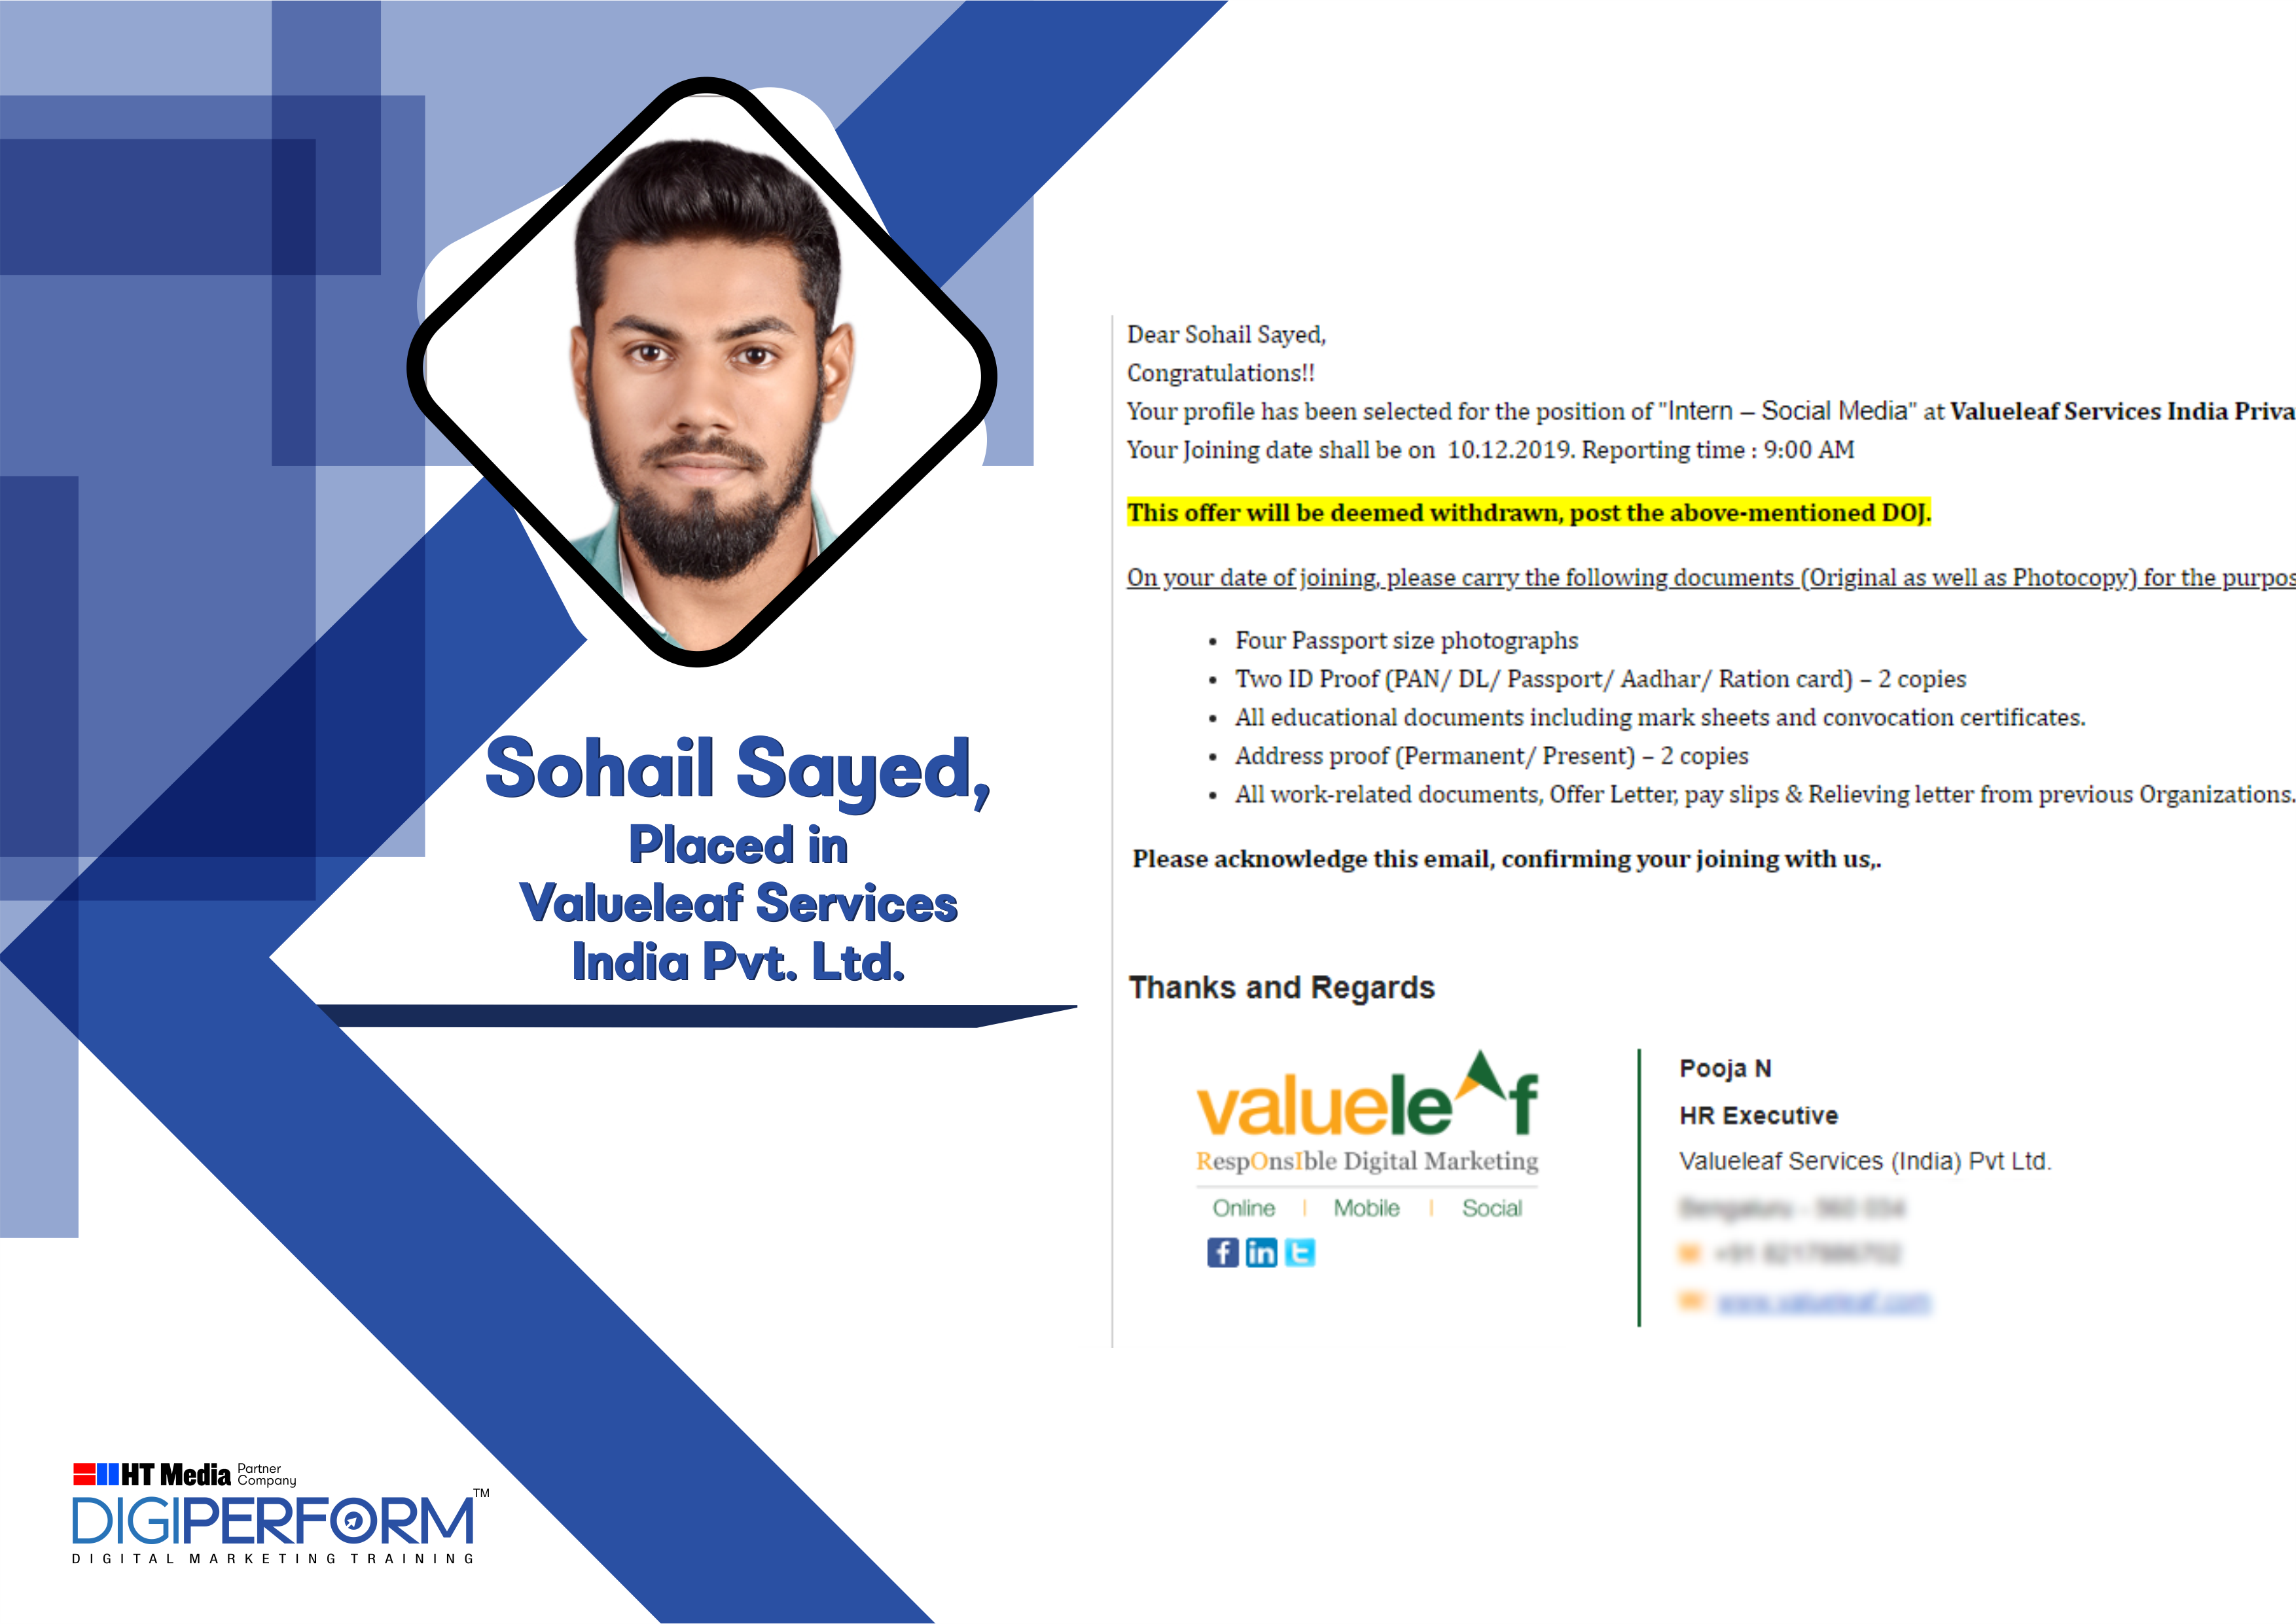 Sohail Sayed,
Placed in
Valueleaf Services
India Pvt. Ltd.
Dear Sohail Sayed,
Congratulations!!
Your profile has been selected for the position of "Intern – Social Media" at Valueleaf Services India Priva
Your Joining date shall be on 10.12.2019. Reporting time : 9:00 AM
This offer will be deemed withdrawn, post the above-mentioned DOJ.
On your date of joining, please carry the following documents (Original as well as Photocopy) for the purpos
• Four Passport size photographs
• Two ID Proof (PAN/ DL/ Passport/ Aadhar/ Ration card) – 2 copies
• All educational documents including mark sheets and convocation certificates.
• Address proof (Permanent/ Present) – 2 copies
• All work-related documents, Offer Letter, pay slips & Relieving letter from previous Organizations.
Please acknowledge this email, confirming your joining with us,.
Thanks and Regards
valueleaf
RespOnsIble Digital Marketing
Online | Mobile | Social
Pooja N
HR Executive
Valueleaf Services (India) Pvt Ltd.
HT Media Partner Company
DIGIPERFORM™
DIGITAL MARKETING TRAINING